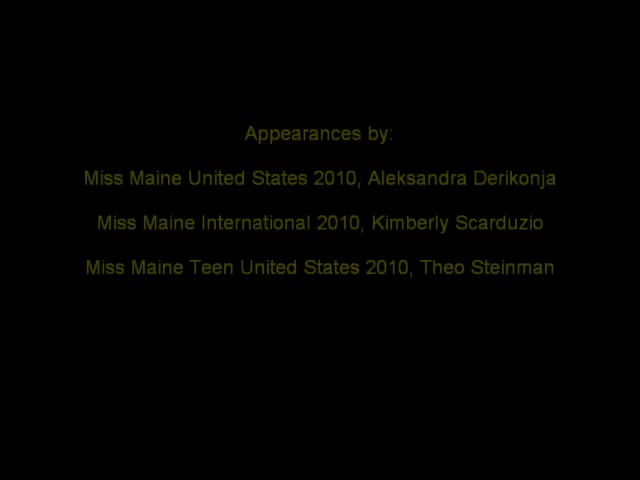 Appearances by:
Miss Maine United States 2010, Aleksandra Derikonja
Miss Maine International 2010, Kimberly Scarduzio
Miss Maine Teen United States 2010, Theo Steinman